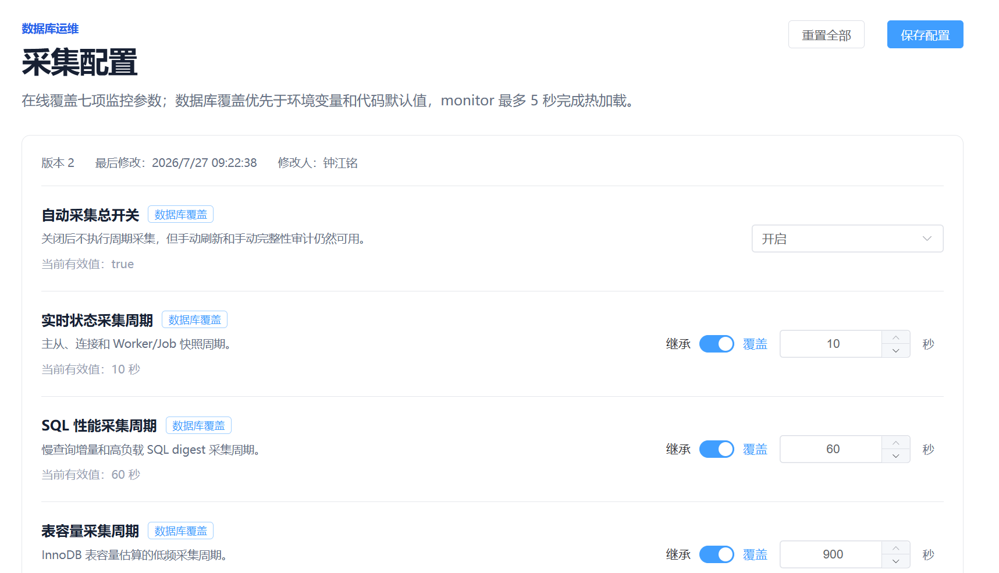 数据库运维
采集配置
重置全部
保存配置
在线覆盖七项监控参数；数据库覆盖优先于环境变量和代码默认值，monitor 最多 5 秒完成热加载。
版本 2 最后修改：2026/7/27 09:22:38 修改人：钟江铭
自动采集总开关 数据库覆盖
关闭后不执行周期采集，但手动刷新和手动完整性审计仍然可用。
开启
当前有效值：true
实时状态采集周期 数据库覆盖
主从、连接和 Worker/Job 快照周期。
继承 覆盖 10 秒
当前有效值：10 秒
SQL 性能采集周期 数据库覆盖
慢查询增量和高负载 SQL digest 采集周期。
继承 覆盖 60 秒
当前有效值：60 秒
表容量采集周期 数据库覆盖
InnoDB 表容量估算的低频采集周期。
继承 覆盖 900 秒